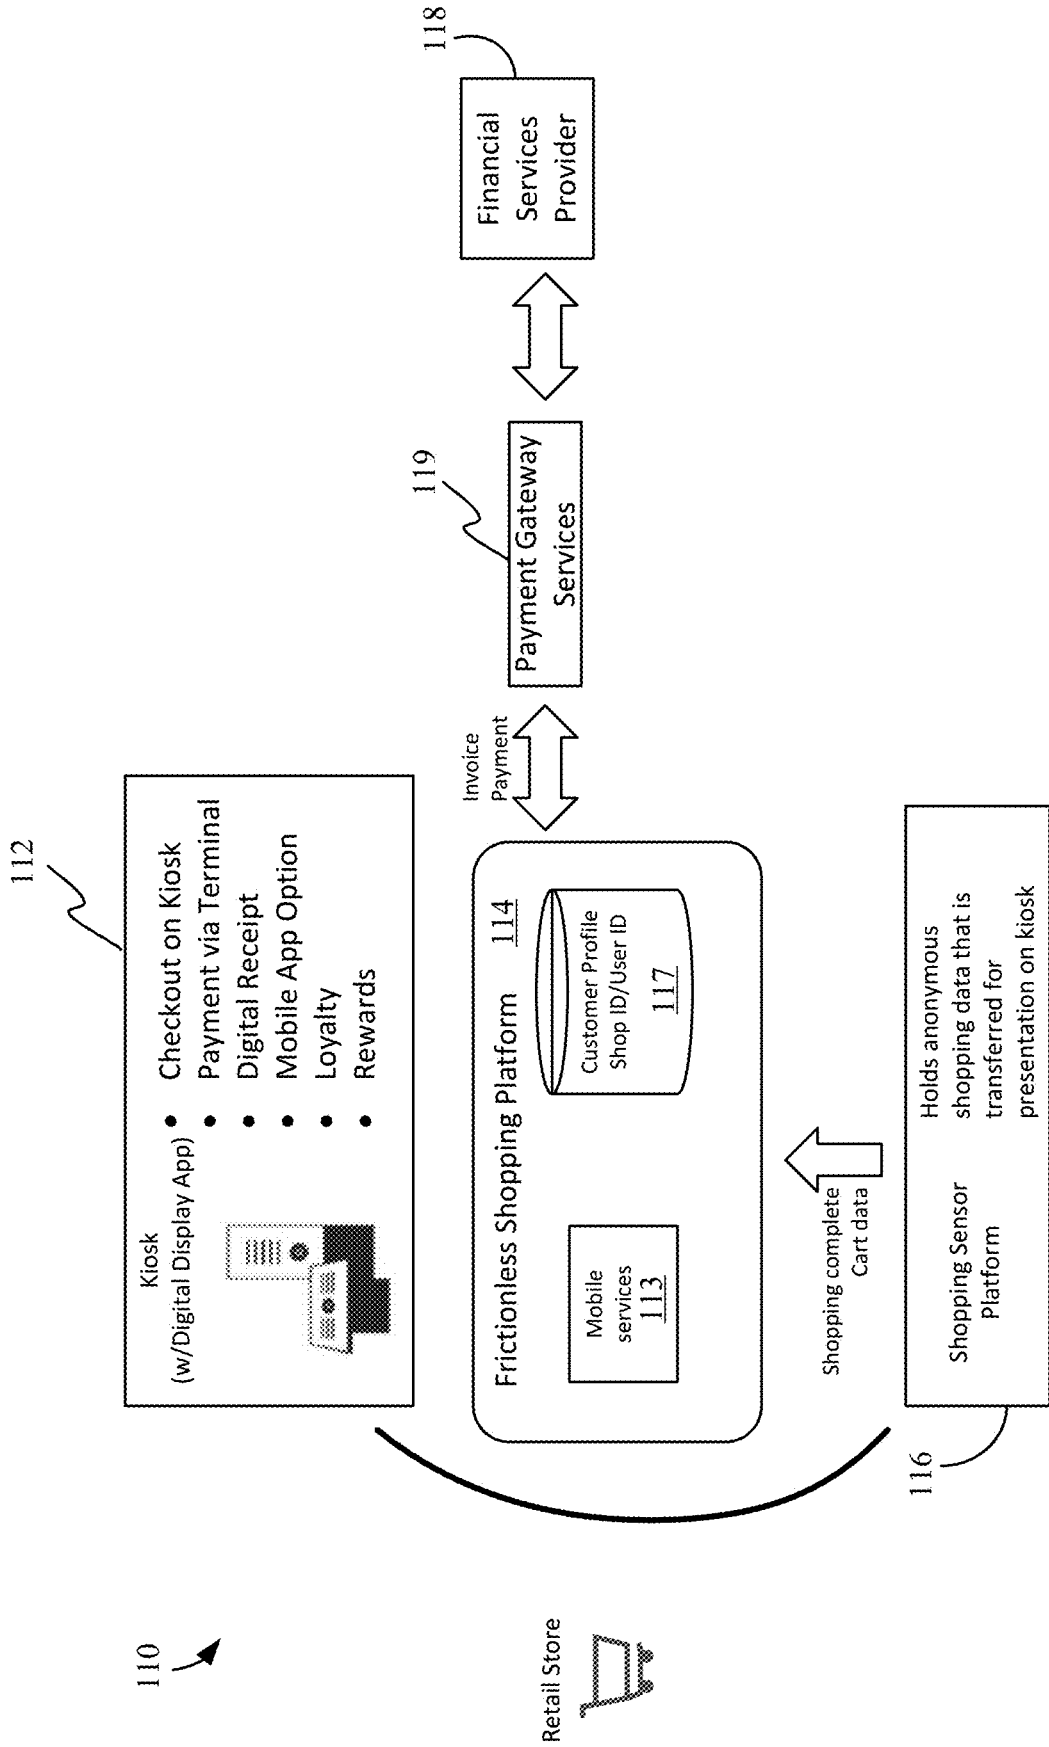 110
112
Kiosk
(w/Digital Display App)
• Checkout on Kiosk
• Payment via Terminal
• Digital Receipt
• Mobile App Option
• Loyalty
• Rewards
Retail Store
Frictionless Shopping Platform 114
Mobile
services
113
Customer Profile
Shop ID/User ID
117
Invoice
Payment
119
Payment Gateway
Services
118
Financial
Services
Provider
Shopping complete
Cart data
116
Shopping Sensor
Platform
Holds anonymous
shopping data that is
transferred for
presentation on kiosk